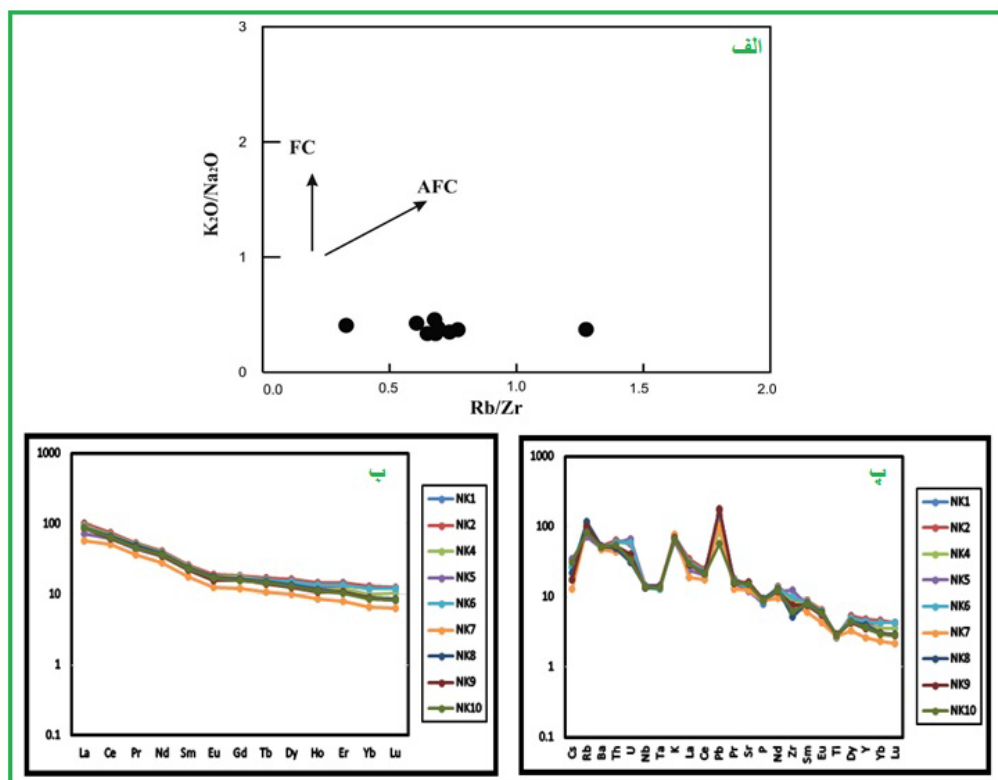 الف
3
2
1
0
K₂O/Na₂O
FC
AFC
0.0 0.5 1.0 1.5 2.0
Rb/Zr
ب
1000
100
10
1
0.1
La Ce Pr Nd Sm Eu Gd Tb Dy Ho Er Yb Lu
NK1
NK2
NK4
NK5
NK6
NK7
NK8
NK9
NK10
1000
100
10
1
0.1
Cs Rb Ba Th U Nb Ta K La Ce Pb Pr Sr P Nd Zr Sm Eu Ti Dy Y Yb Lu
NK1
NK2
NK4
NK5
NK6
NK7
NK8
NK9
NK10